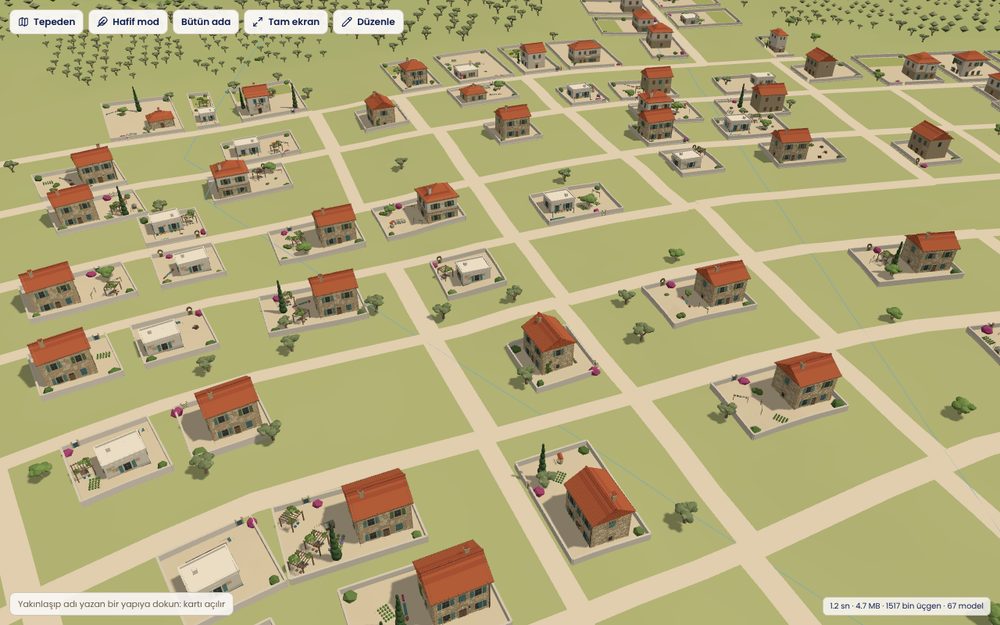 Tepeden
Hafif mod
Bütün ada
Tam ekran
Düzenle
Yakınlaşıp adı yazan bir yapıya dokun: kartı açılır
1.2 sn · 4.7 MB · 1517 bin üçgen · 67 model